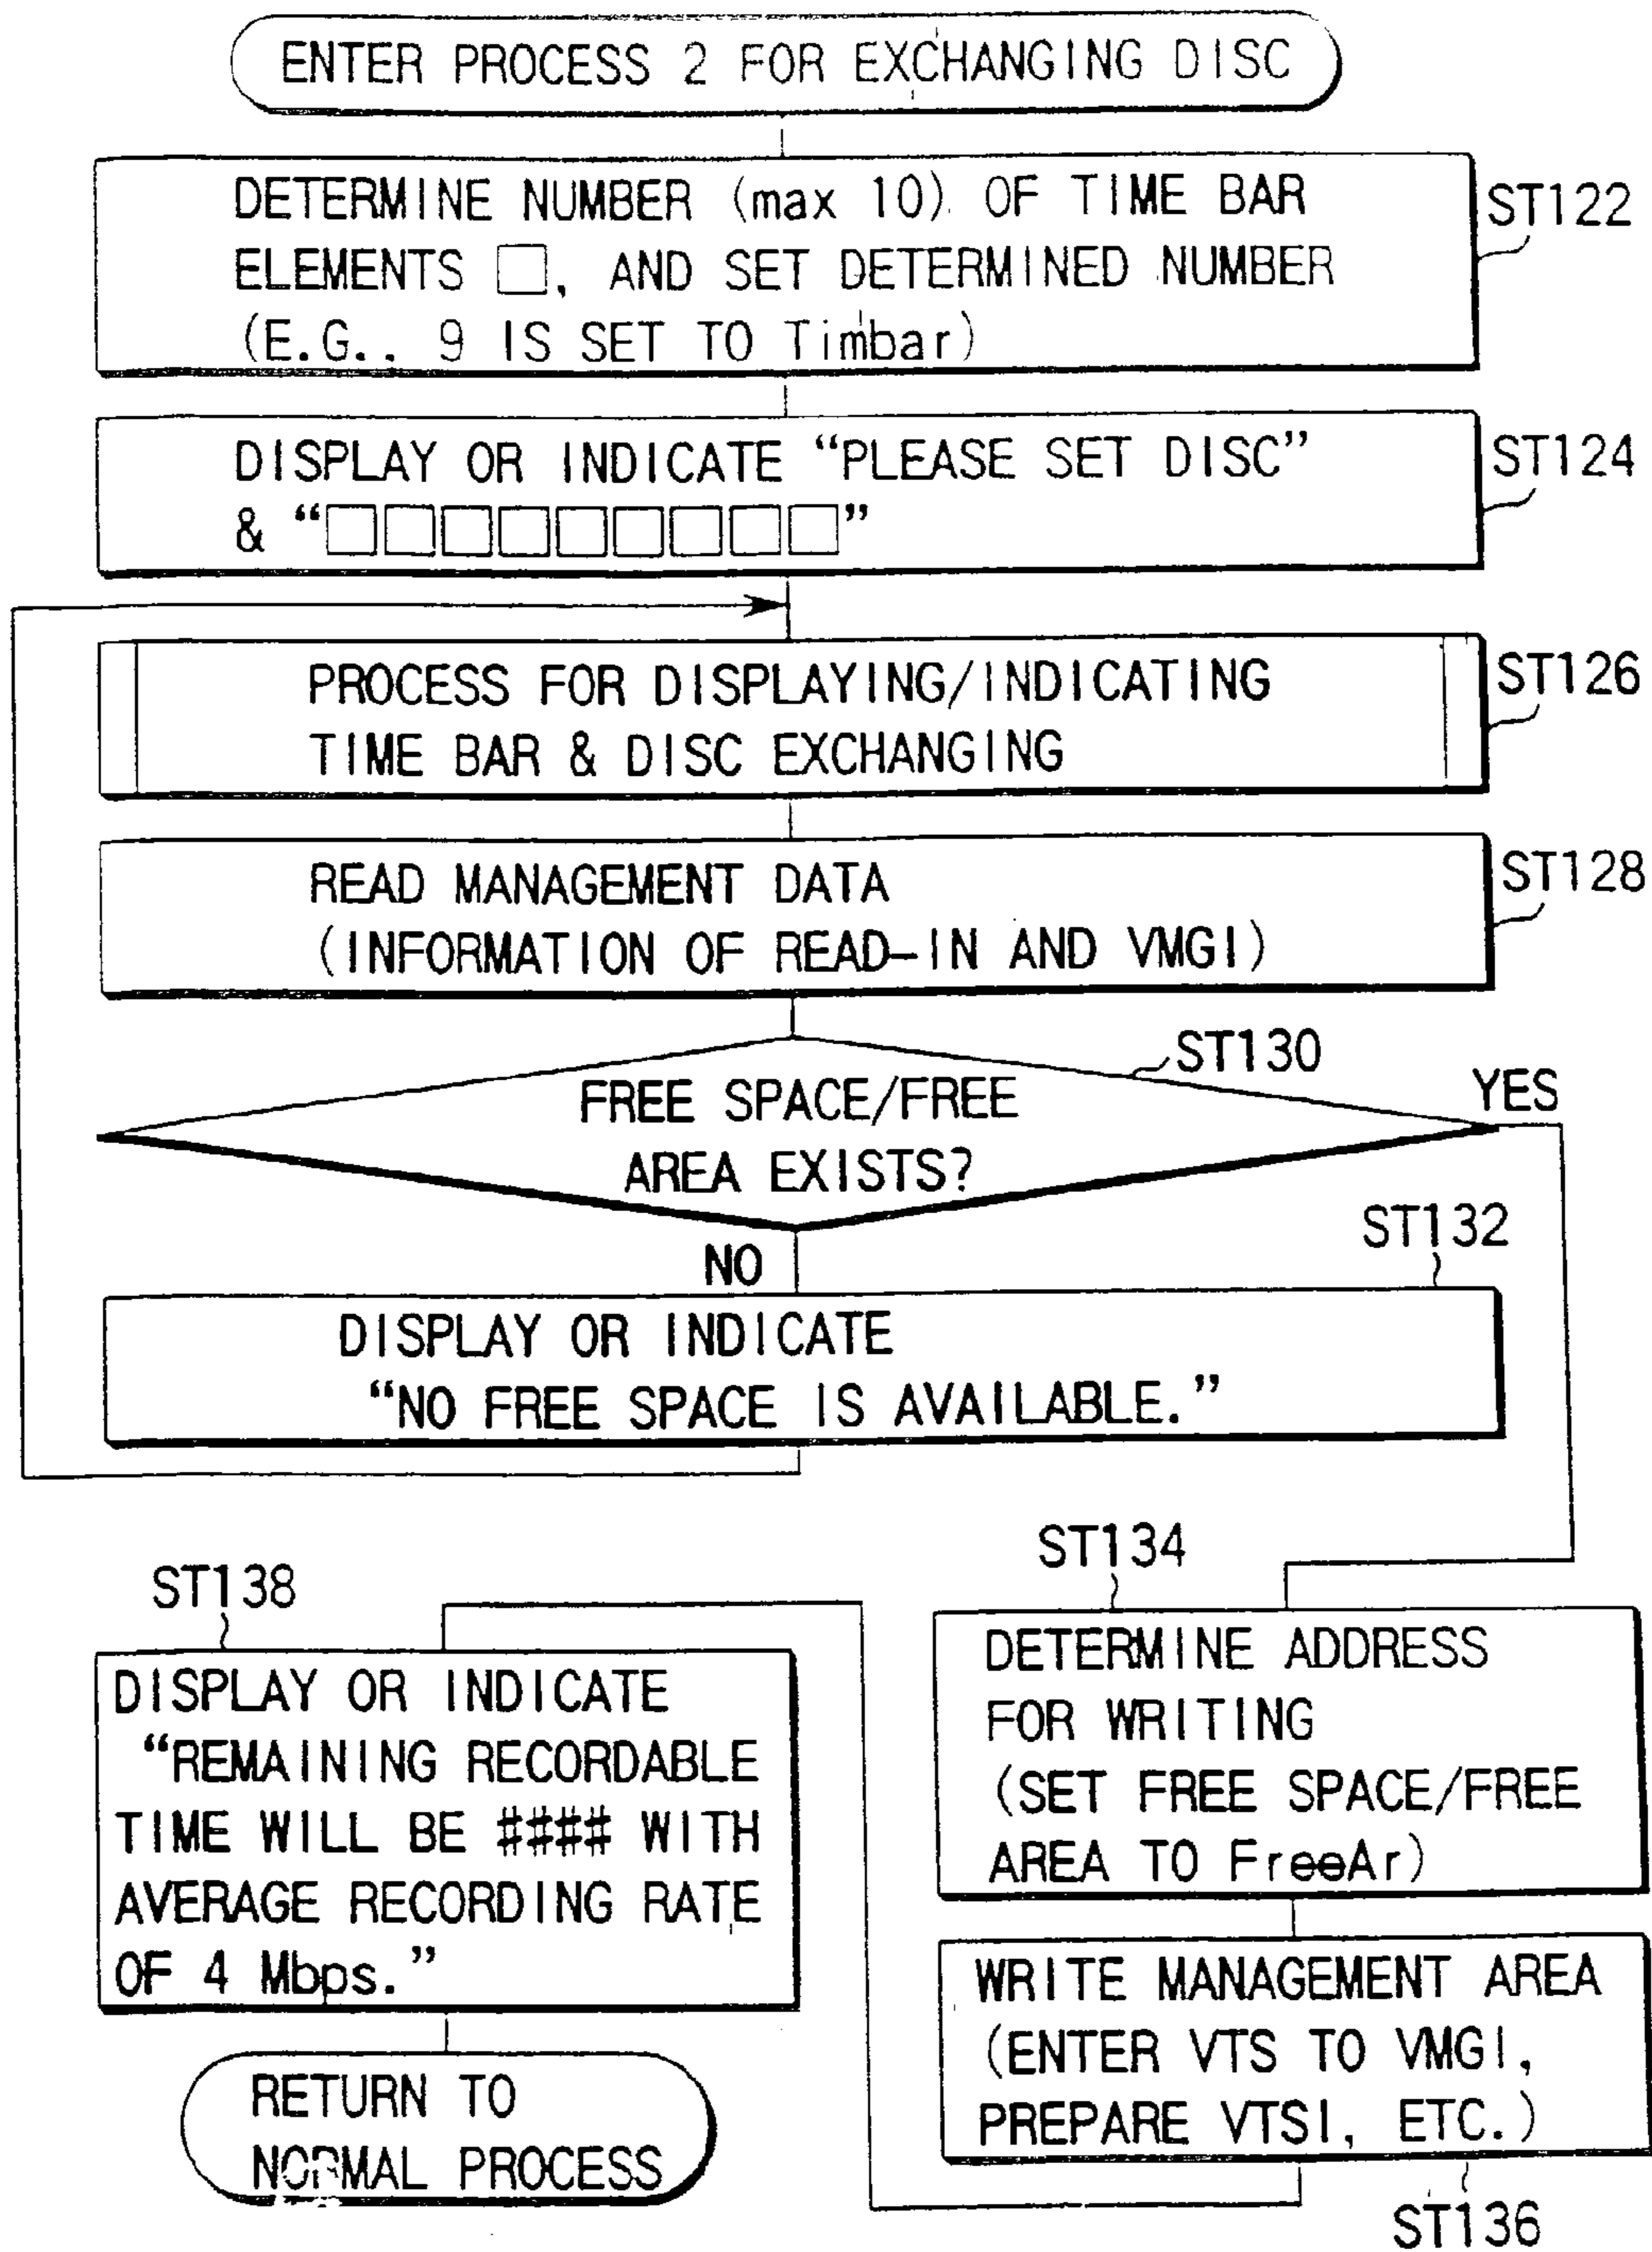 ENTER PROCESS 2 FOR EXCHANGING DISC
DETERMINE NUMBER (max 10) OF TIME BAR
ELEMENTS □, AND SET DETERMINED NUMBER
(E.G., 9 IS SET TO Timbar)
ST122
DISPLAY OR INDICATE “PLEASE SET DISC”
& “□□□□□□□□□”
ST124
PROCESS FOR DISPLAYING/INDICATING
TIME BAR & DISC EXCHANGING
ST126
READ MANAGEMENT DATA
(INFORMATION OF READ-IN AND VMGI)
ST128
ST130
FREE SPACE/FREE
AREA EXISTS?
YES
NO
ST132
DISPLAY OR INDICATE
“NO FREE SPACE IS AVAILABLE.”
ST134
DETERMINE ADDRESS
FOR WRITING
(SET FREE SPACE/FREE
AREA TO FreeAr)
WRITE MANAGEMENT AREA
(ENTER VTS TO VMGI,
PREPARE VTSI, ETC.)
ST136
ST138
DISPLAY OR INDICATE
“REMAINING RECORDABLE
TIME WILL BE #### WITH
AVERAGE RECORDING RATE
OF 4 Mbps.”
RETURN TO
NORMAL PROCESS